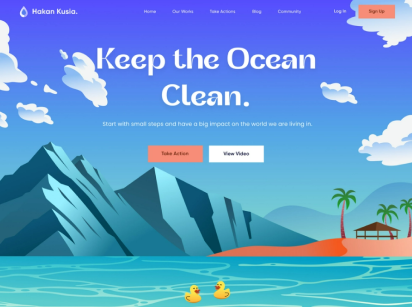 Hakan Kusia.
Home
Our Works
Take Actions
Blog
Community
Log In
Sign Up
Keep the Ocean
Clean.
Start with small steps and have a big impact on the world we are living in.
Take Action
View Video